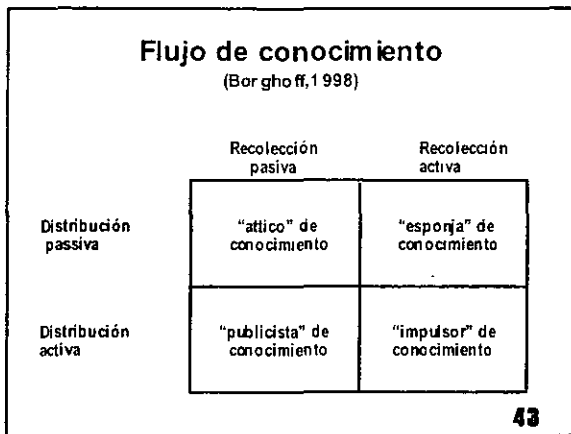 Flujo de conocimiento
(Borghoff,1998)
Recolección Recolección
pasiva activa
Distribución "attico" de "esponja" de
passiva conocimiento conocimiento
Distribución "publicista" de "impulsor" de
activa conocimiento conocimiento
43